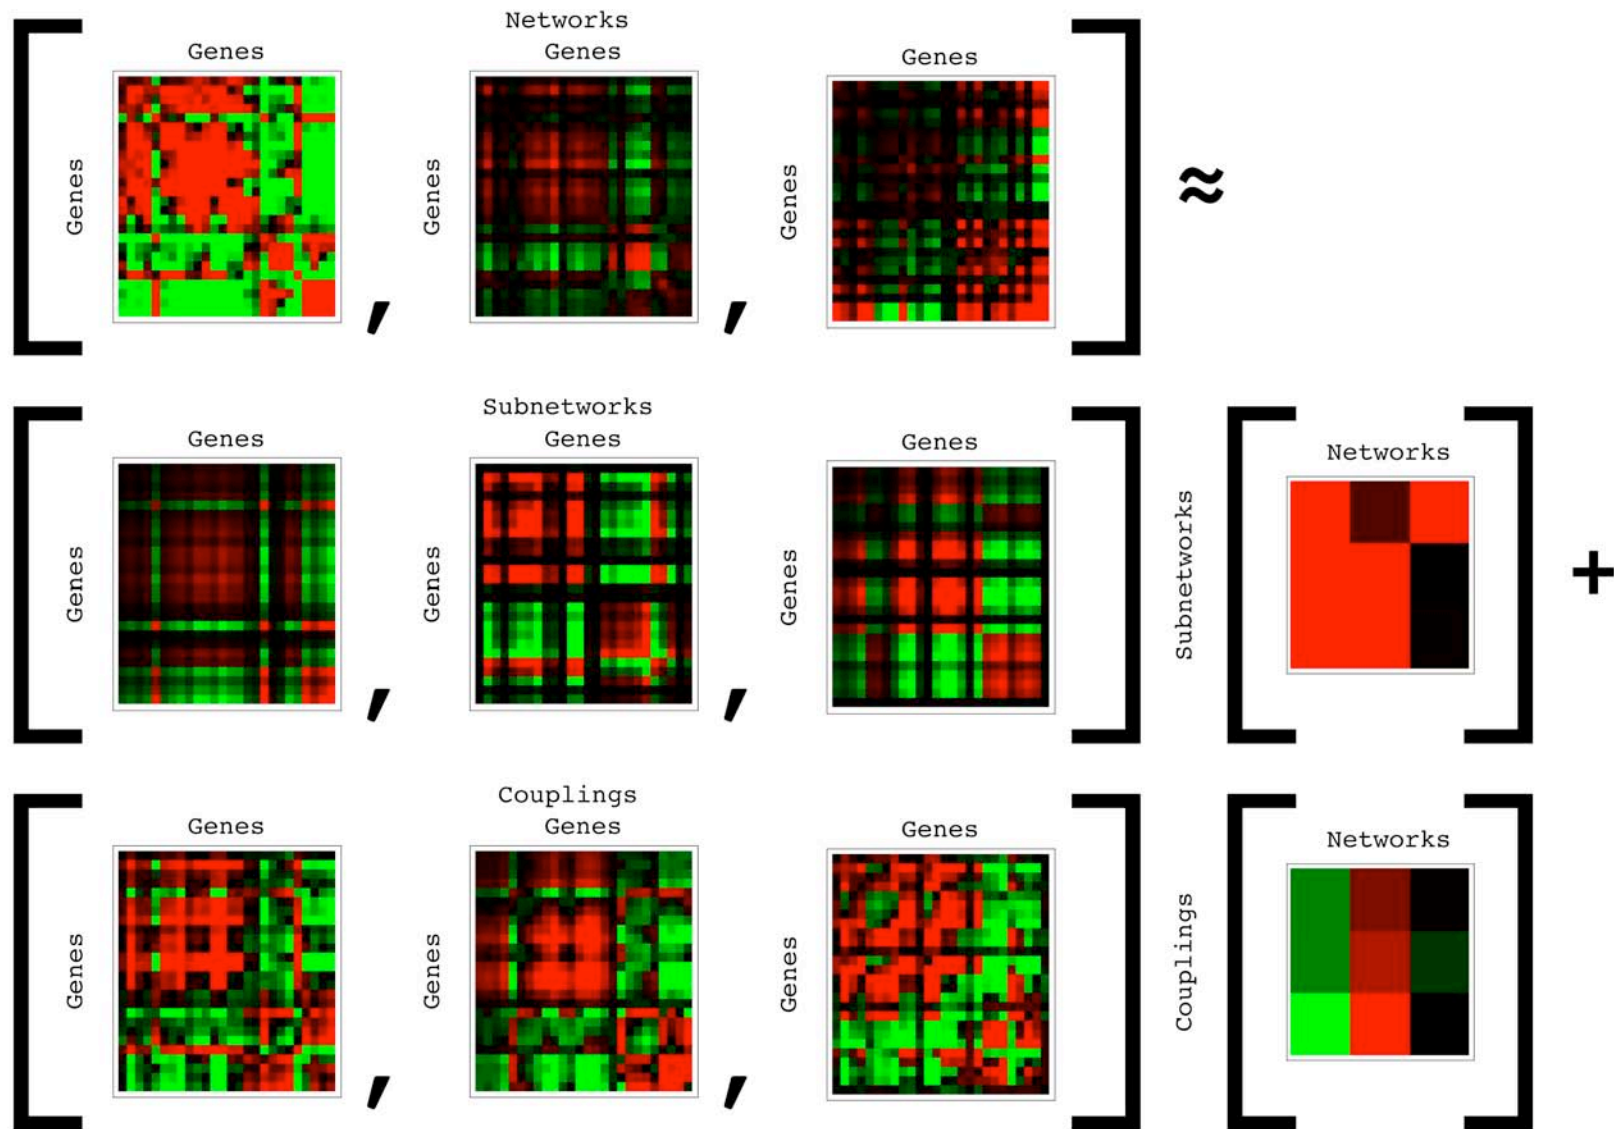 Networks
Genes Genes Genes
Genes Genes Genes
[ , , ] ≈
Subnetworks
Genes Genes Genes Networks
Genes Genes Genes Subnetworks
[ , , ] [ ] +
Couplings
Genes Genes Genes Networks
Genes Genes Genes Couplings
[ , , ] [ ]